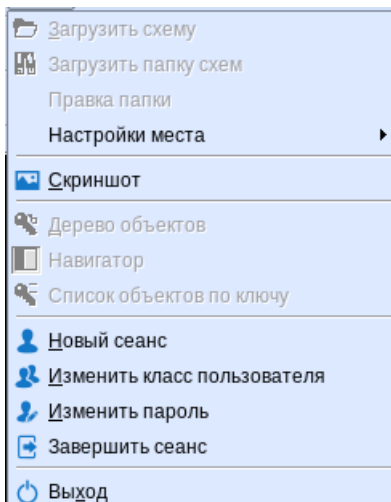 Загрузить схему
Загрузить папку схем
Правка папки
Настройки места
Скриншот
Дерево объектов
Навигатор
Список объектов по ключу
Новый сеанс
Изменить класс пользователя
Изменить пароль
Завершить сеанс
Выход